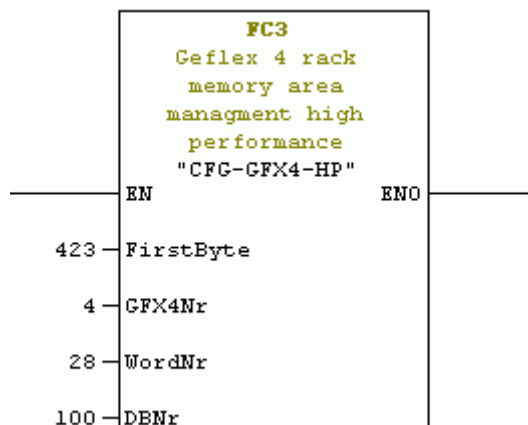 FC3
Geflex 4 rack
memory area
managment high
performance
"CFG-GFX4-HP"
EN ENO
423 FirstByte
4 GFX4Nr
28 WordNr
100 DBNr